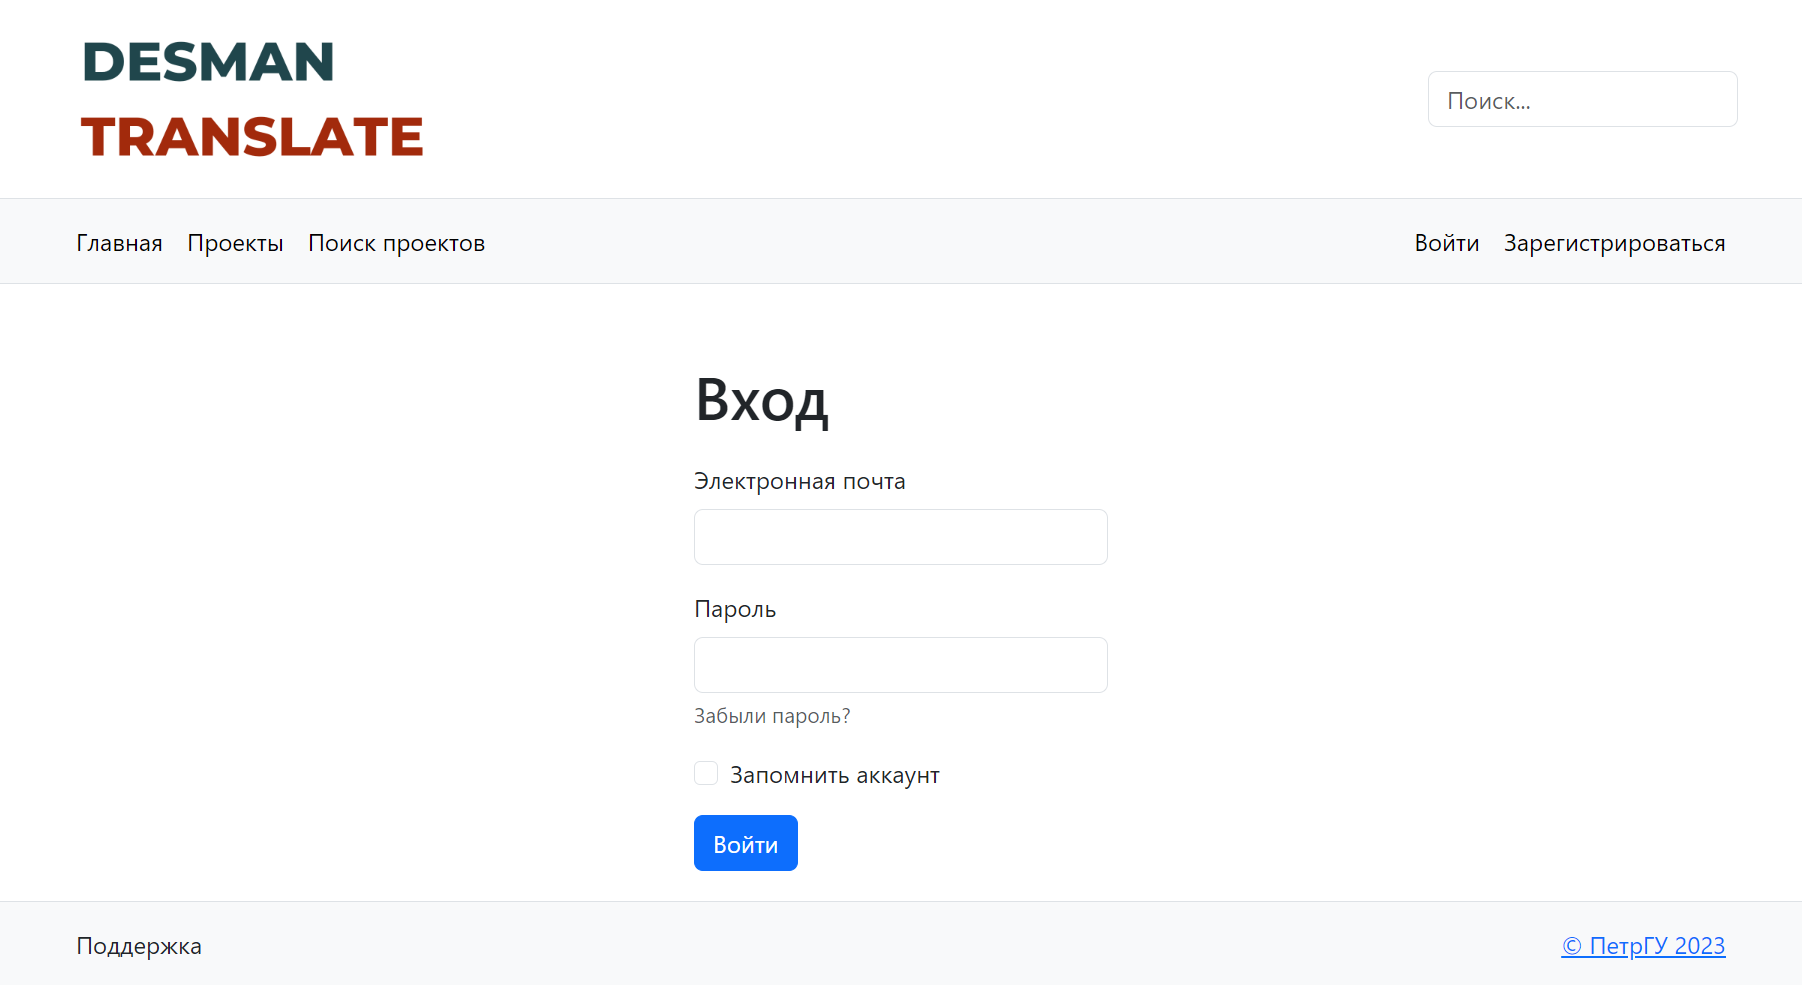 DESMAN
TRANSLATE
Поиск...
Главная Проекты Поиск проектов Войти Зарегистрироваться
Вход
Электронная почта
Пароль
Забыли пароль?
Запомнить аккаунт
Войти
Поддержка © ПетрГУ 2023